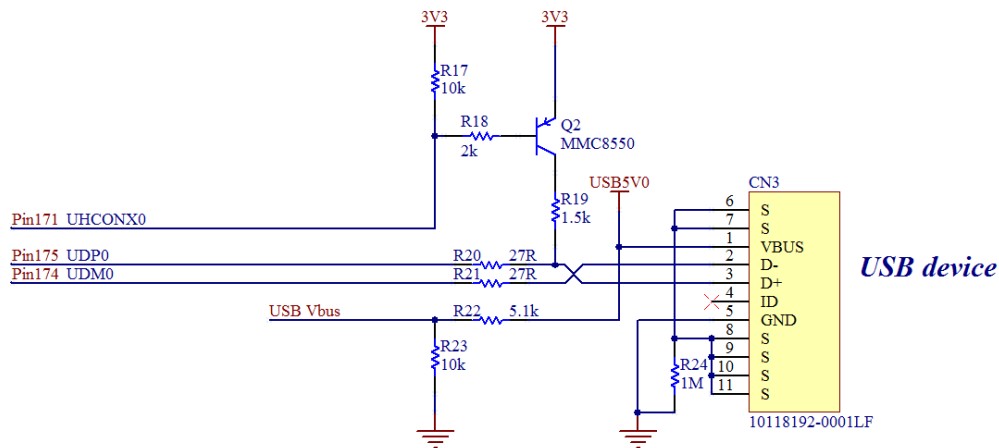 3V3 3V3
R17
10k
R18
2k
Q2
MMC8550
R19
1.5k
USB5V0
CN3
Pin171 UHCONX0
Pin175 UDP0
Pin174 UDM0
R20 27R
R21 27R
USB Vbus
R22 5.1k
R23
10k
R24
1M
6 S
7 S
1 VBUS
2 D-
3 D+
4 ID
5 GND
8 S
9 S
10 S
11 S
10118192-0001LF
USB device